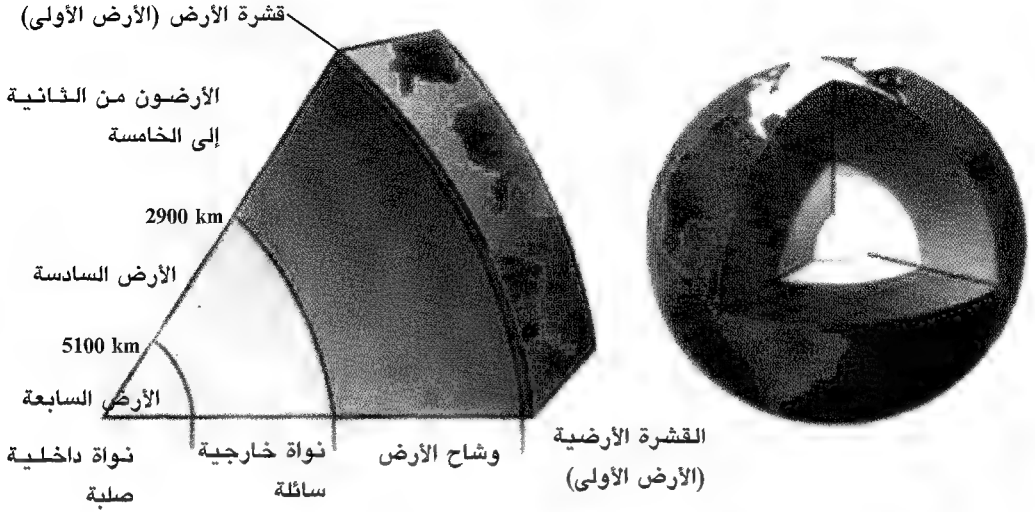 قشرة الأرض (الأرض الأولى)
الأرضون من الثانية
إلى الخامسة
2900 km
الأرض السادسة
5100 km
الأرض السابعة
القشرة الأرضية
(الأرض الأولى)
وشاح الأرض
نواة خارجية
سائلة
نواة داخلية
صلبة